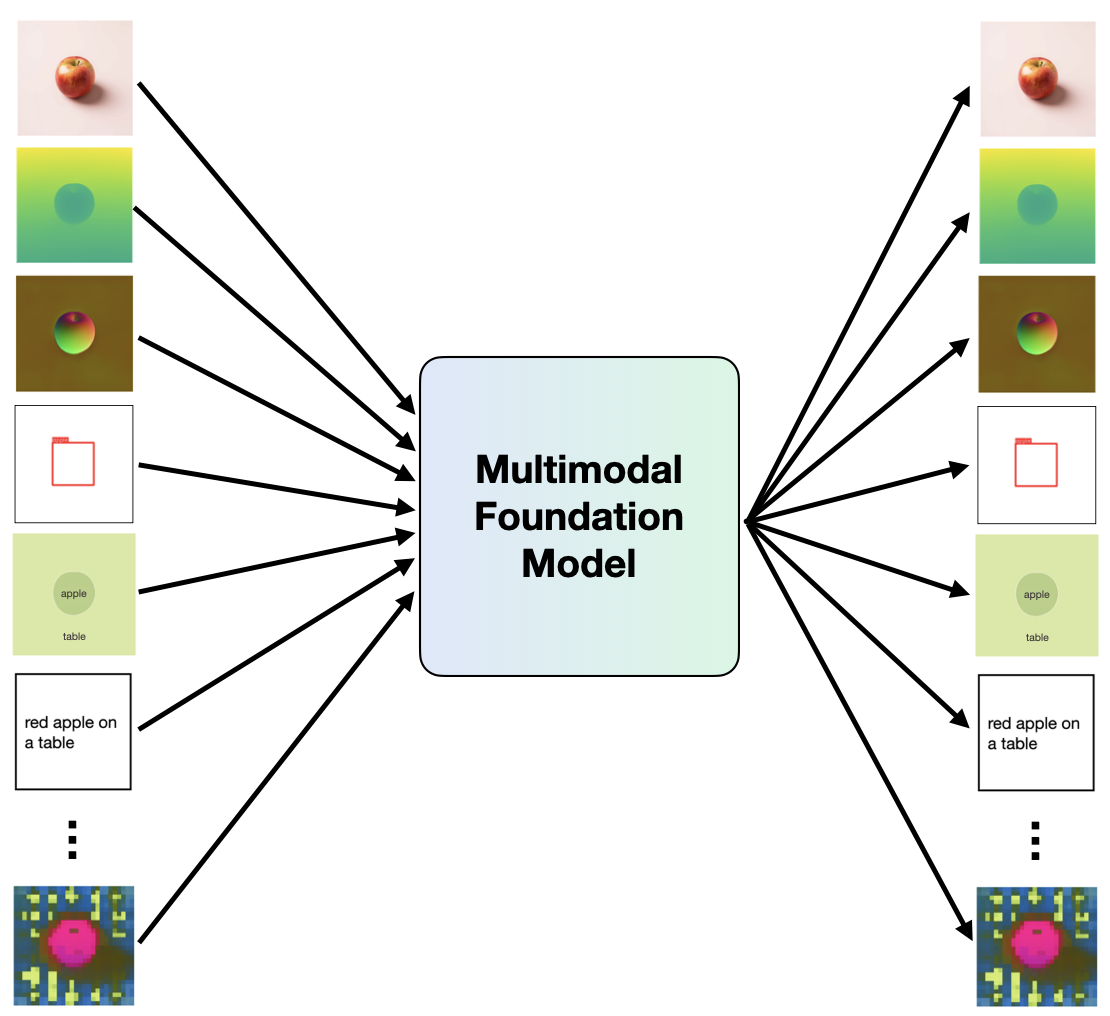 Multimodal
Foundation
Model
apple
table
red apple on
a table
apple
table
red apple on
a table